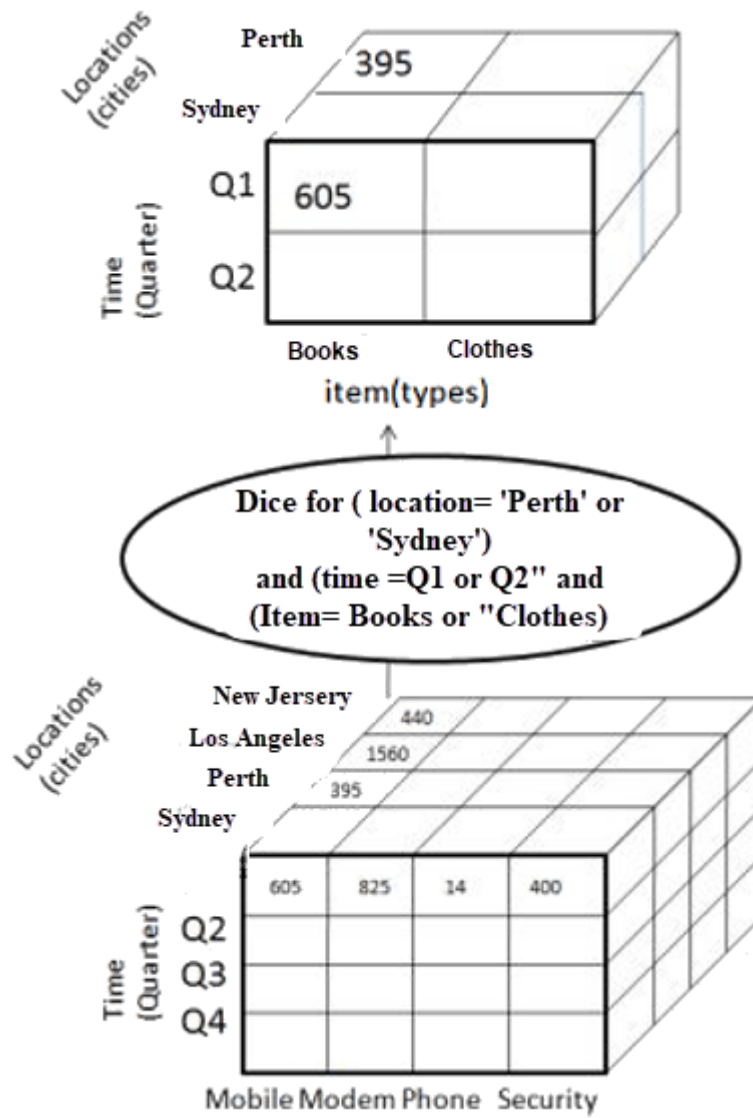 Locations
(cities)
Perth
395
Sydney
Time
(Quarter)
Q1
605
Q2
Books Clothes
item(types)
Dice for ( location= 'Perth' or
'Sydney')
and (time =Q1 or Q2" and
(Item= Books or "Clothes)
Locations
(cities)
New Jersery
440
Los Angeles
1560
Perth
395
Sydney
605 825 14 400
Time
(Quarter)
Q2
Q3
Q4
Mobile Modem Phone Security